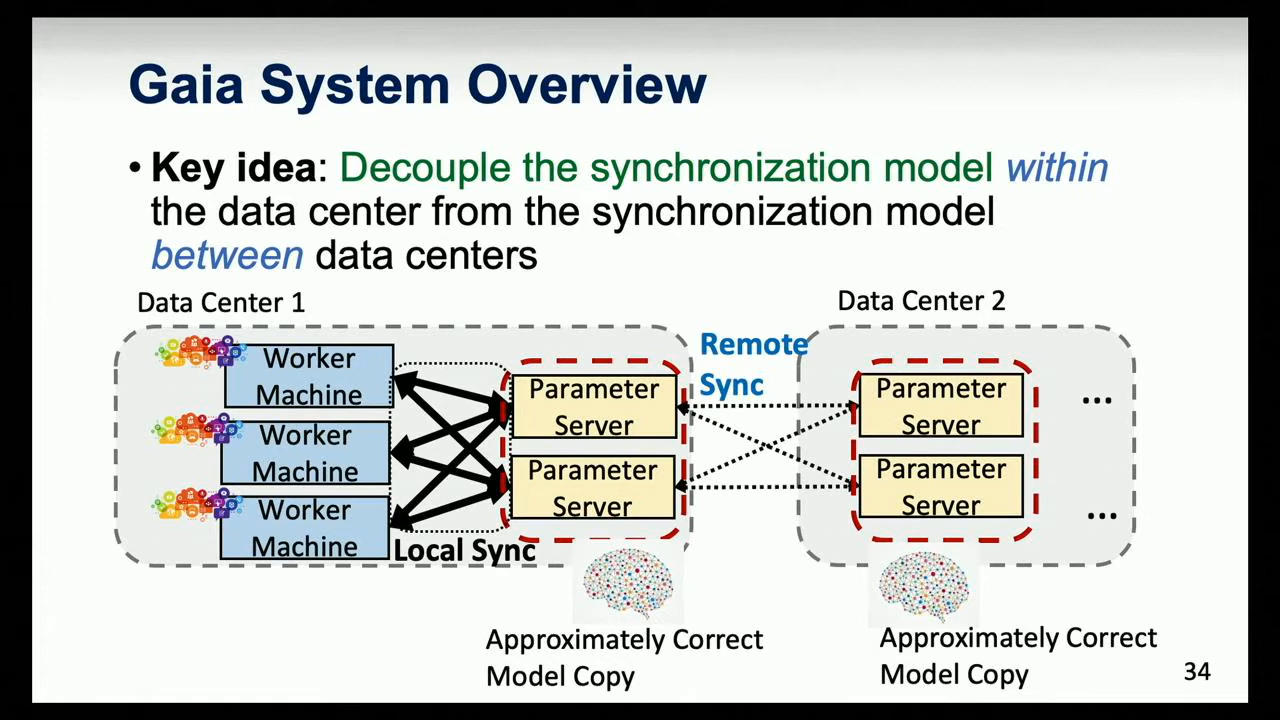 Gaia System Overview
• Key idea: Decouple the synchronization model within
the data center from the synchronization model
between data centers
Data Center 1
Data Center 2
Worker
Machine
Worker
Machine
Worker
Machine
Local Sync
Parameter
Server
Parameter
Server
Remote
Sync
Parameter
Server
Parameter
Server
...
...
Approximately Correct
Model Copy
Approximately Correct
Model Copy
34